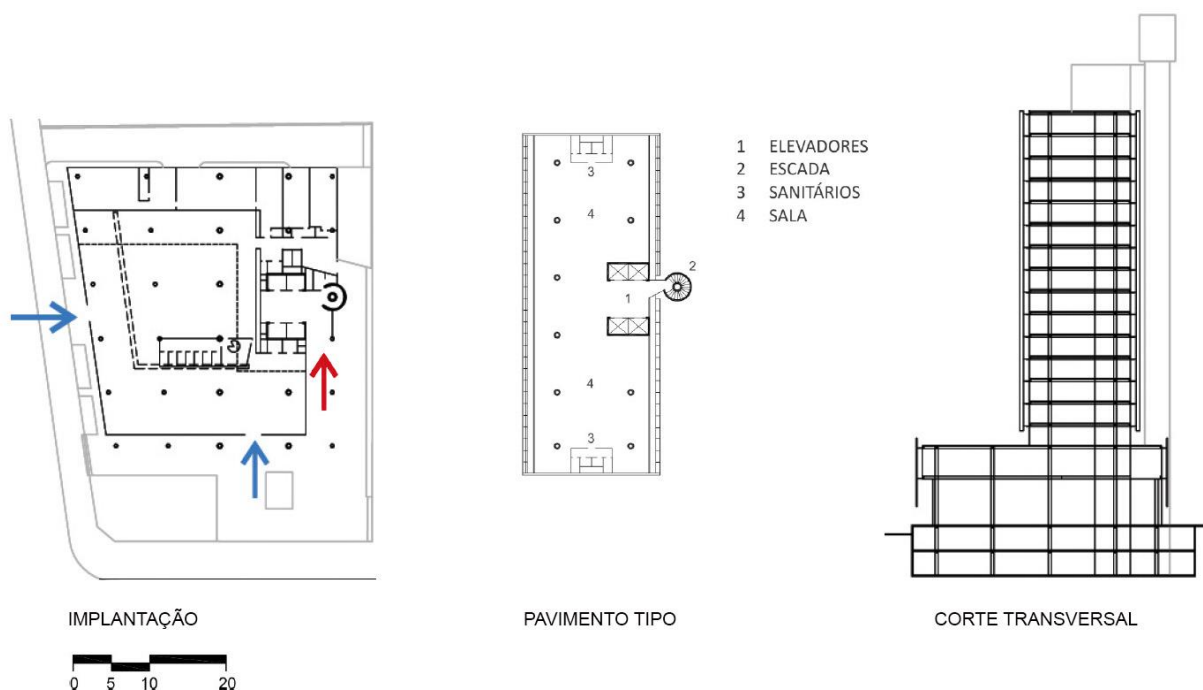 1 ELEVADORES
2 ESCADA
3 SANITÁRIOS
4 SALA
3
4
2
1
4
3
IMPLANTAÇÃO
PAVIMENTO TIPO
CORTE TRANSVERSAL
0 5 10 20